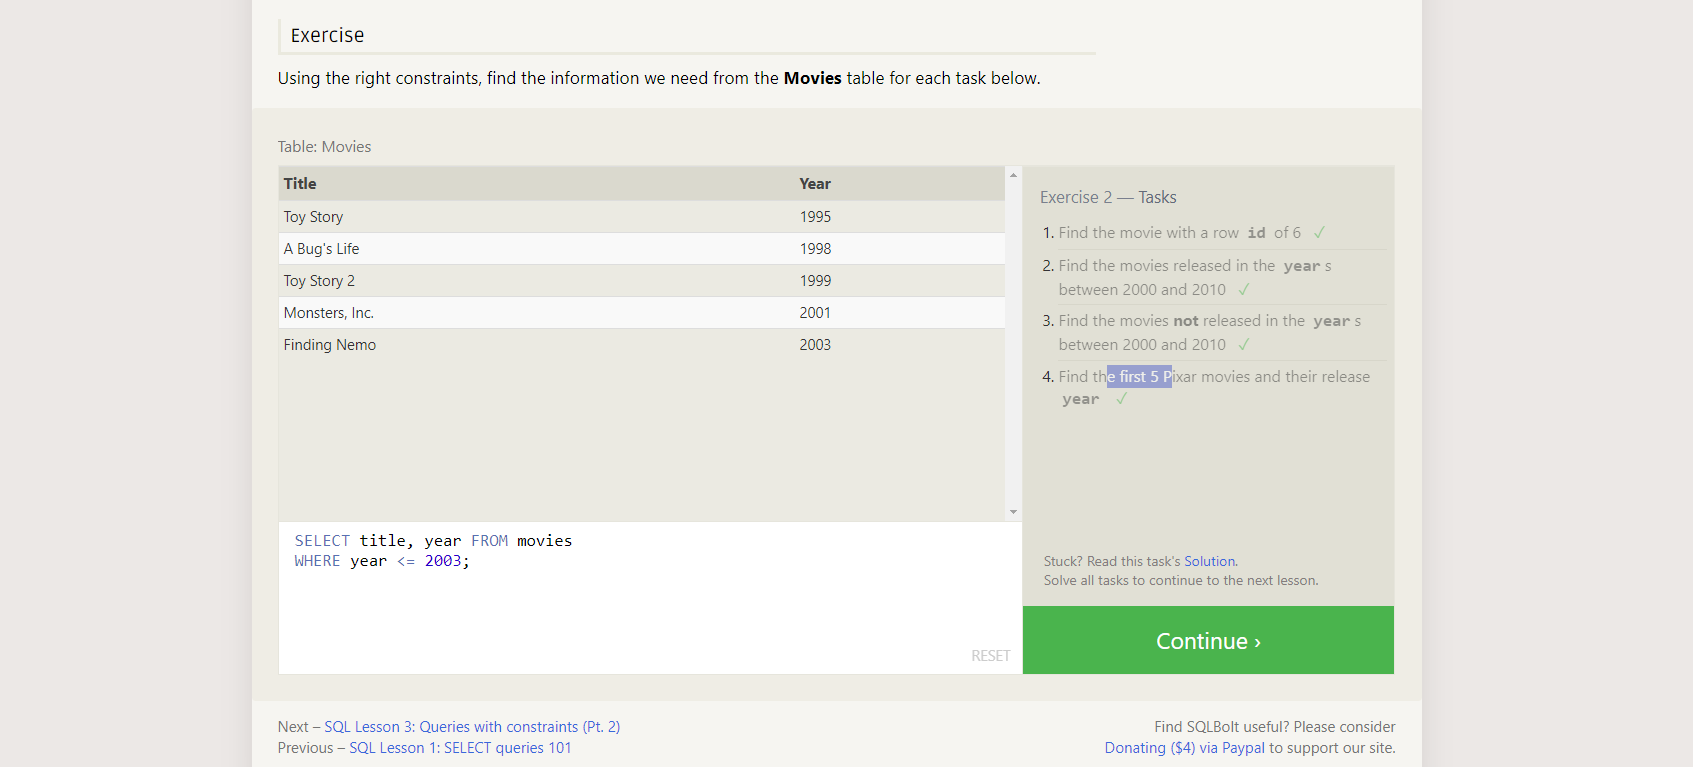 Exercise
Using the right constraints, find the information we need from the Movies table for each task below.
Table: Movies
Title Year
Toy Story 1995
A Bug's Life 1998
Toy Story 2 1999
Monsters, Inc. 2001
Finding Nemo 2003
SELECT title, year FROM movies
WHERE year <= 2003;
RESET
Exercise 2 — Tasks
1. Find the movie with a row id of 6 ✓
2. Find the movies released in the year s
between 2000 and 2010 ✓
3. Find the movies not released in the year s
between 2000 and 2010 ✓
4. Find the first 5 Pixar movies and their release
year ✓
Stuck? Read this task's Solution.
Solve all tasks to continue to the next lesson.
Continue ›
Next – SQL Lesson 3: Queries with constraints (Pt. 2)
Previous – SQL Lesson 1: SELECT queries 101
Find SQLBolt useful? Please consider
Donating ($4) via Paypal to support our site.